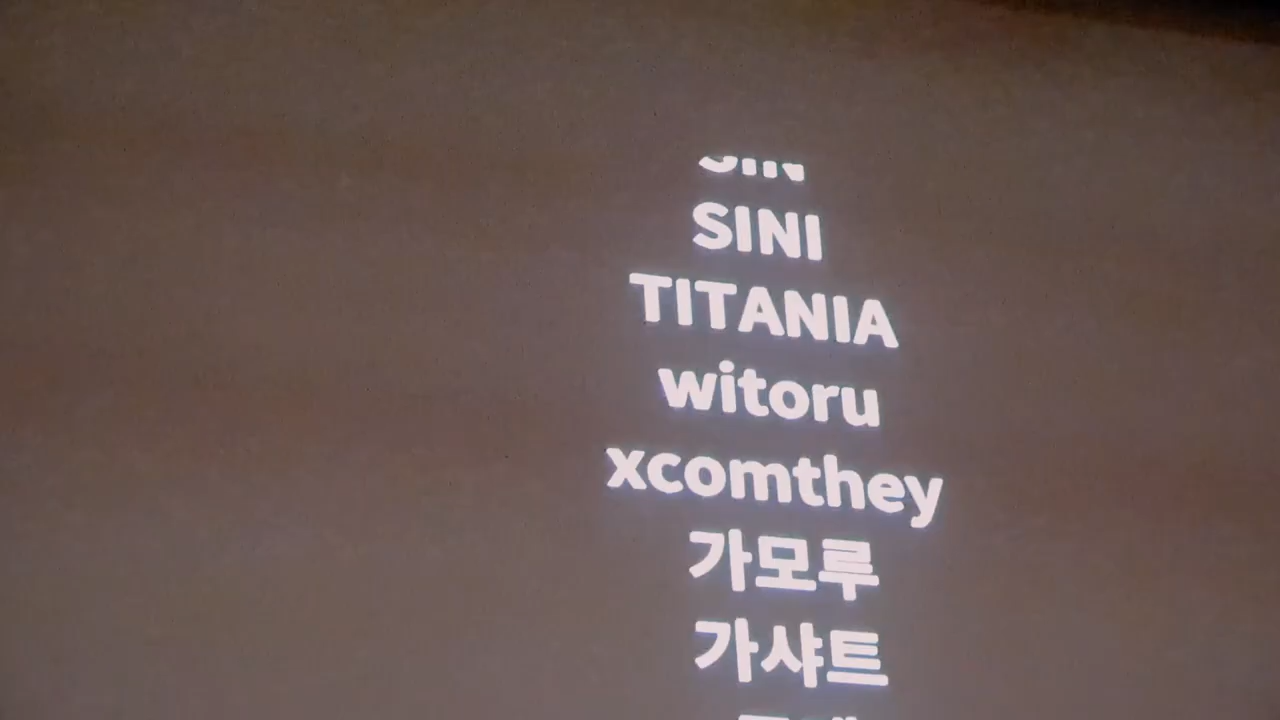 SINI
TITANIA
witoru
xcomthey
가모루
가샤트